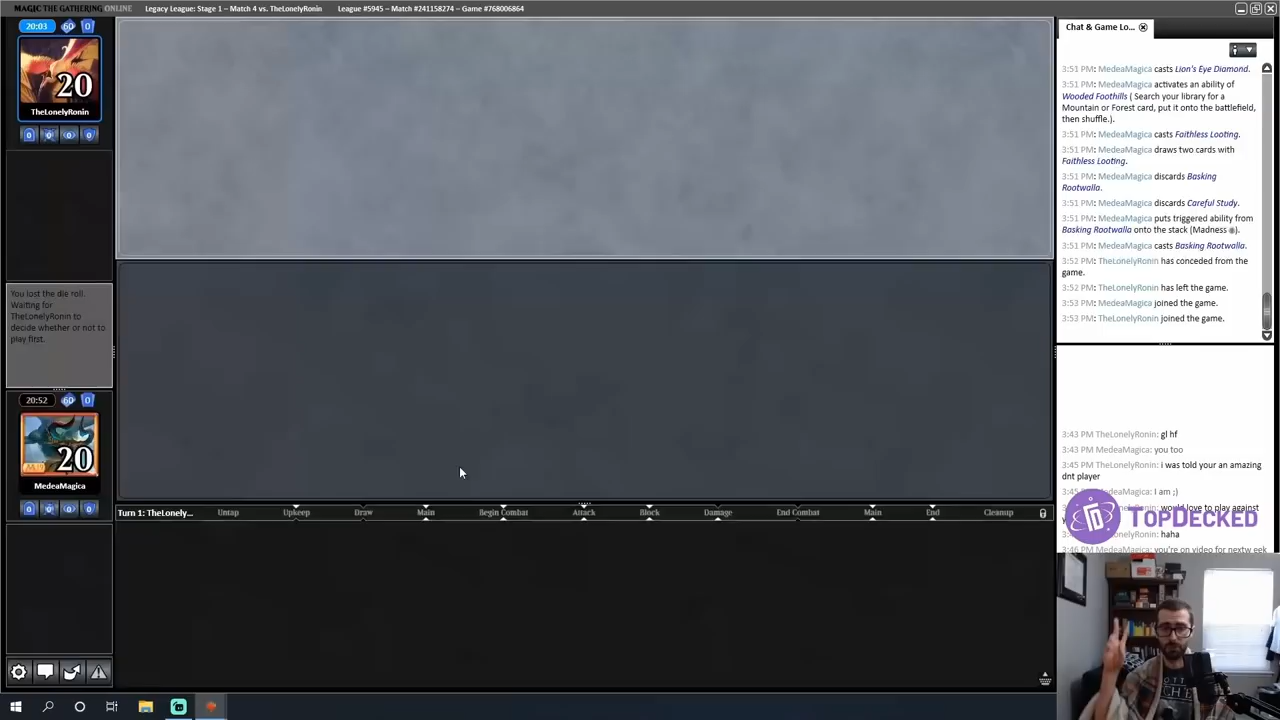 MAGIC THE GATHERING ONLINE
Legacy League: Stage 1 – Match 4 vs. TheLonelyRonin
League #5945 – Match #241158274 – Game #768006864
20:03
60
0
20
TheLonelyRonin
0 0 0 0
You lost the die roll.
Waiting for
TheLonelyRonin to
decide whether or not to
play first.
20:52
60
0
20
MedeaMagica
0 0 0 0
Turn 1: TheLonely...
Untap
Upkeep
Draw
Main
Begin Combat
Attack
Block
Damage
End Combat
Main
End
Cleanup
Chat & Game Lo...
3:51 PM: MedeaMagica casts Lion's Eye Diamond.
3:51 PM: MedeaMagica activates an ability of
Wooded Foothills ( Search your library for a
Mountain or Forest card, put it onto the battlefield,
then shuffle.).
3:51 PM: MedeaMagica casts Faithless Looting.
3:51 PM: MedeaMagica draws two cards with
Faithless Looting.
3:51 PM: MedeaMagica discards Basking
Rootwalla.
3:51 PM: MedeaMagica discards Careful Study.
3:51 PM: MedeaMagica puts triggered ability from
Basking Rootwalla onto the stack (Madness 0).
3:51 PM: MedeaMagica casts Basking Rootwalla.
3:52 PM: TheLonelyRonin has conceded from the
game.
3:52 PM: TheLonelyRonin has left the game.
3:53 PM: MedeaMagica joined the game.
3:53 PM: TheLonelyRonin joined the game.
3:43 PM TheLonelyRonin: gl hf
3:43 PM MedeaMagica: you too
3:45 PM TheLonelyRonin: i was told your an amazing
dnt player
MedeaMagica: I am ;)
would love to play against
TOPDECKED
Ronin: haha
3:46 PM MedeaMagica: you're on video for nextw eek